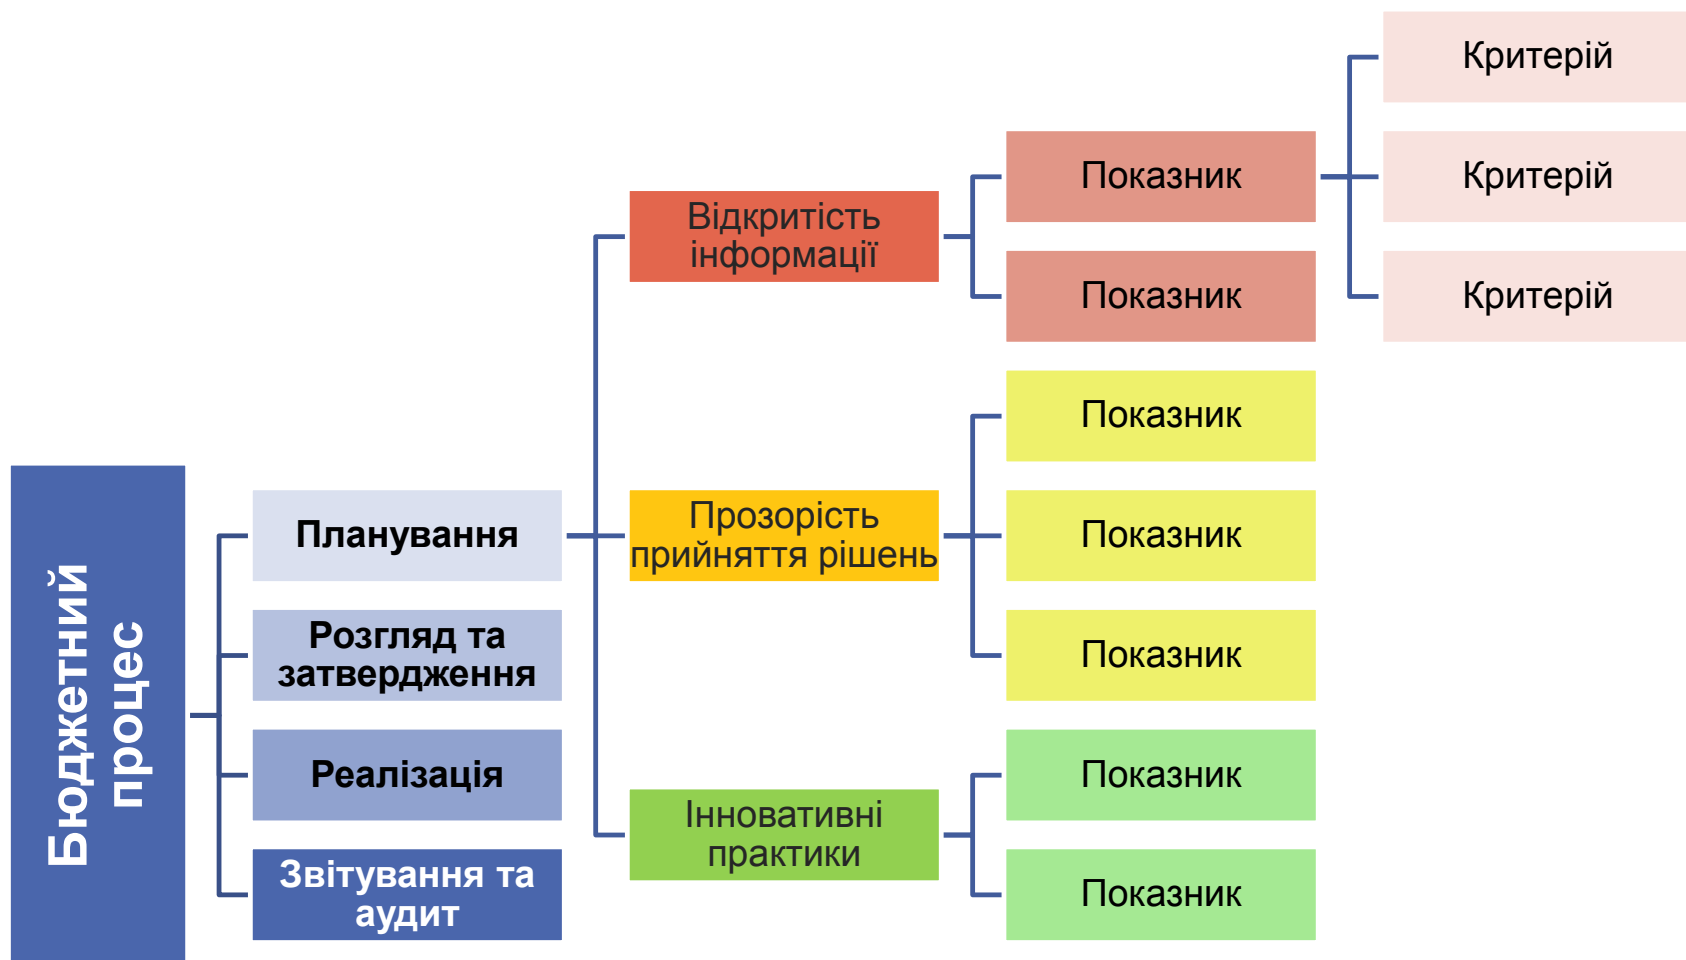 Бюджетний
процес
Планування
Розгляд та
затвердження
Реалізація
Звітування та
аудит
Відкритість
інформації
Прозорість
прийняття рішень
Інновативні
практики
Показник
Показник
Показник
Показник
Показник
Показник
Показник
Критерій
Критерій
Критерій